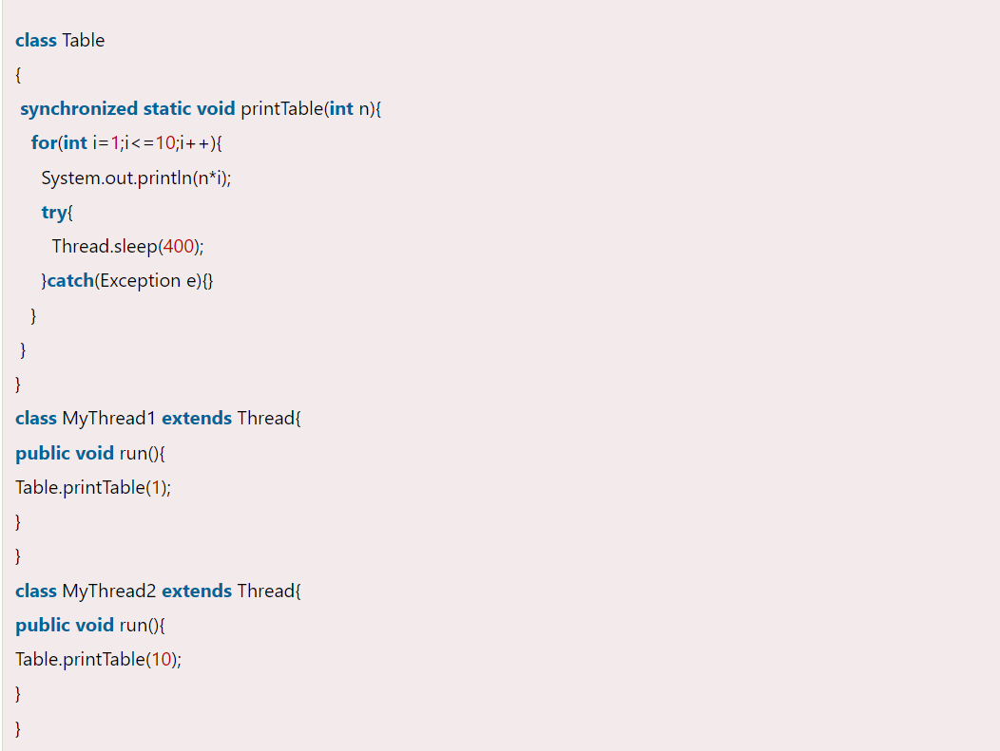 class Table
{
synchronized static void printTable(int n){
for(int i=1;i<=10;i++){
System.out.println(n*i);
try{
Thread.sleep(400);
}catch(Exception e){}
}
}
}
class MyThread1 extends Thread{
public void run(){
Table.printTable(1);
}
}
class MyThread2 extends Thread{
public void run(){
Table.printTable(10);
}
}